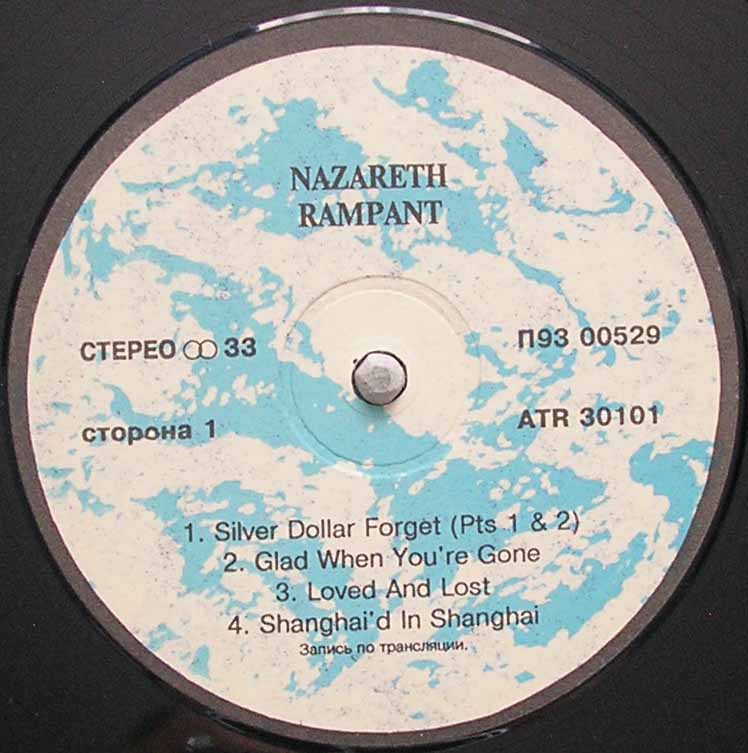 NAZARETH
RAMPANT
СТЕРЕО ꝏ 33
П93 00529
сторона 1
ATR 30101
1. Silver Dollar Forget (Pts 1 & 2)
2. Glad When You're Gone
3. Loved And Lost
4. Shanghai'd In Shanghai
Запись по трансляции.